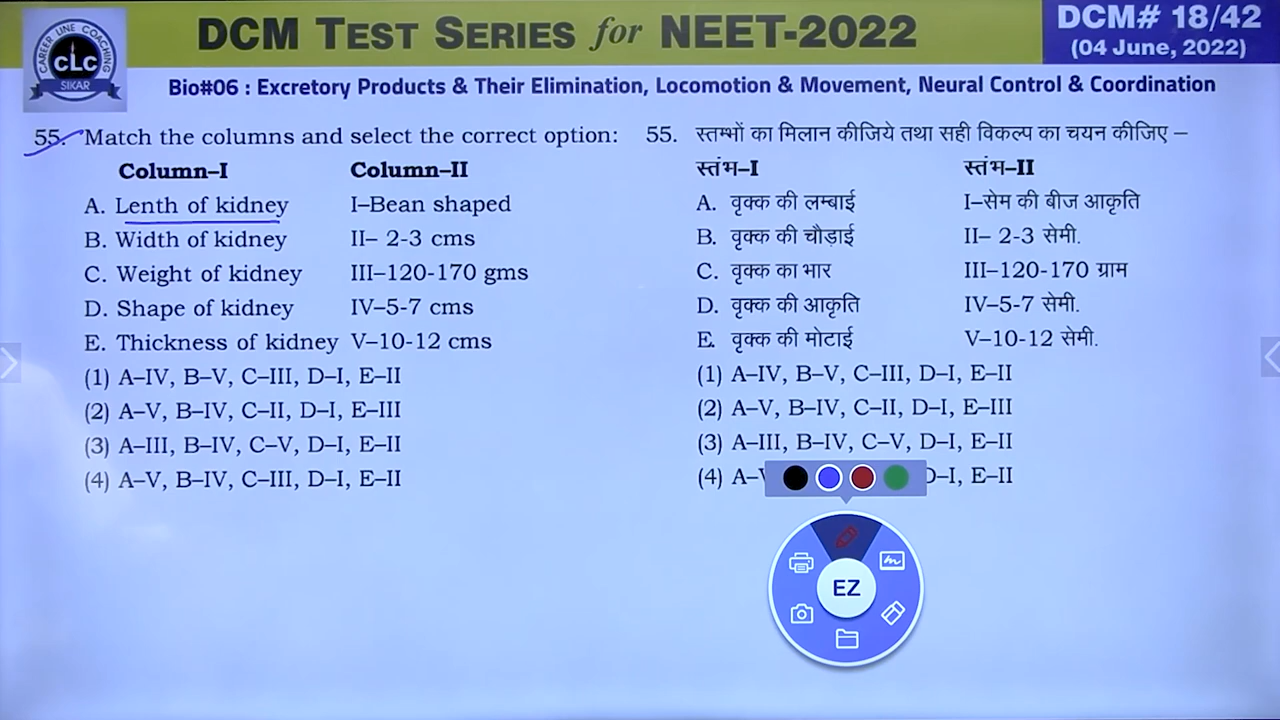 CAREER LINE COACHING
CLC
SIKAR
DCM TEST SERIES for NEET-2022
DCM# 18/42
(04 June, 2022)
Bio#06 : Excretory Products & Their Elimination, Locomotion & Movement, Neural Control & Coordination
55. Match the columns and select the correct option:
Column–I Column–II
A. Lenth of kidney I–Bean shaped
B. Width of kidney II– 2-3 cms
C. Weight of kidney III–120-170 gms
D. Shape of kidney IV–5-7 cms
E. Thickness of kidney V–10-12 cms
(1) A–IV, B–V, C–III, D–I, E–II
(2) A–V, B–IV, C–II, D–I, E–III
(3) A–III, B–IV, C–V, D–I, E–II
(4) A–V, B–IV, C–III, D–I, E–II
55. स्तम्भों का मिलान कीजिये तथा सही विकल्प का चयन कीजिए –
स्तंभ–I स्तंभ–II
A. वृक्क की लम्बाई I–सेम की बीज आकृति
B. वृक्क की चौड़ाई II– 2-3 सेमी.
C. वृक्क का भार III–120-170 ग्राम
D. वृक्क की आकृति IV–5-7 सेमी.
E. वृक्क की मोटाई V–10-12 सेमी.
(1) A–IV, B–V, C–III, D–I, E–II
(2) A–V, B–IV, C–II, D–I, E–III
(3) A–III, B–IV, C–V, D–I, E–II
(4) A–V D–I, E–II
EZ